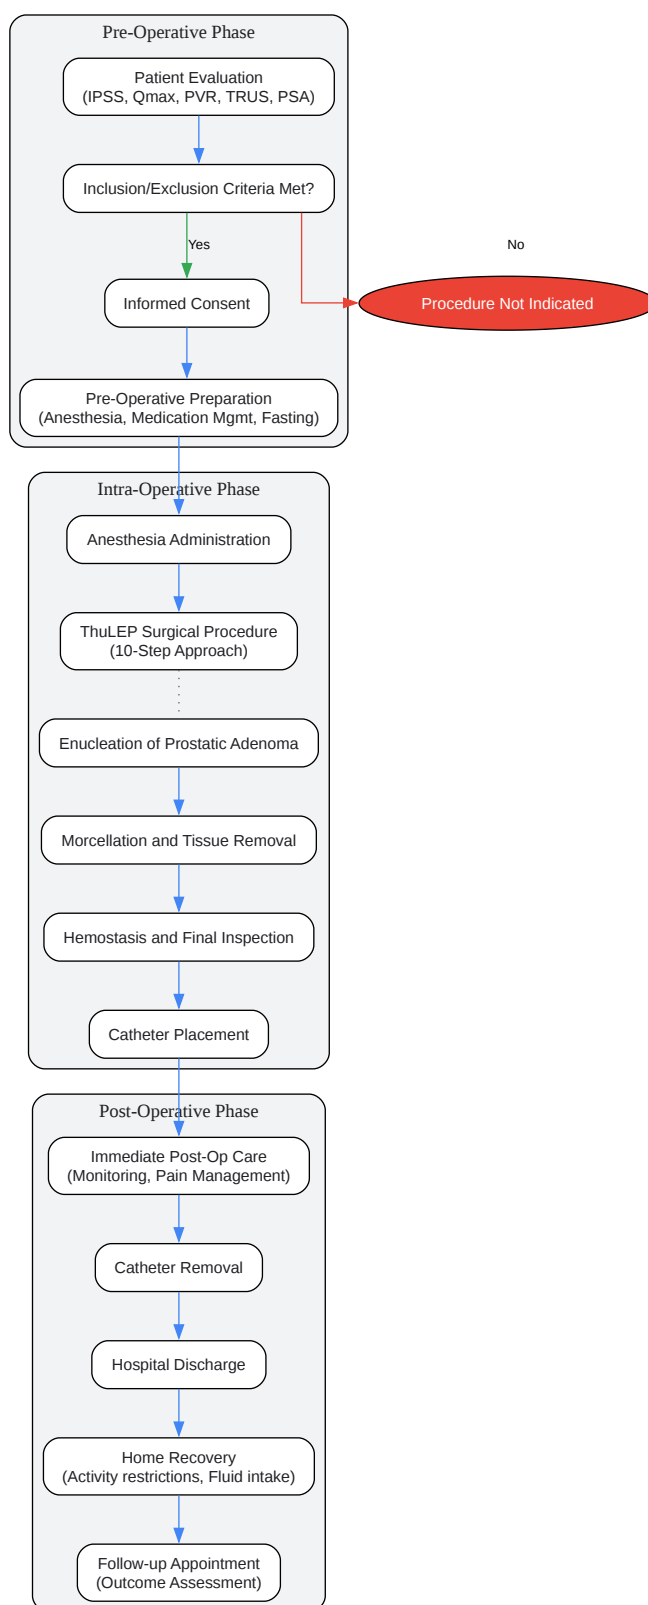 Pre-Operative Phase
Patient Evaluation
(IPSS, Qmax, PVR, TRUS, PSA)
Inclusion/Exclusion Criteria Met?
Yes
No
Informed Consent
Procedure Not Indicated
Pre-Operative Preparation
(Anesthesia, Medication Mgmt, Fasting)
Intra-Operative Phase
Anesthesia Administration
ThuLEP Surgical Procedure
(10-Step Approach)
Enucleation of Prostatic Adenoma
Morcellation and Tissue Removal
Hemostasis and Final Inspection
Catheter Placement
Post-Operative Phase
Immediate Post-Op Care
(Monitoring, Pain Management)
Catheter Removal
Hospital Discharge
Home Recovery
(Activity restrictions, Fluid intake)
Follow-up Appointment
(Outcome Assessment)